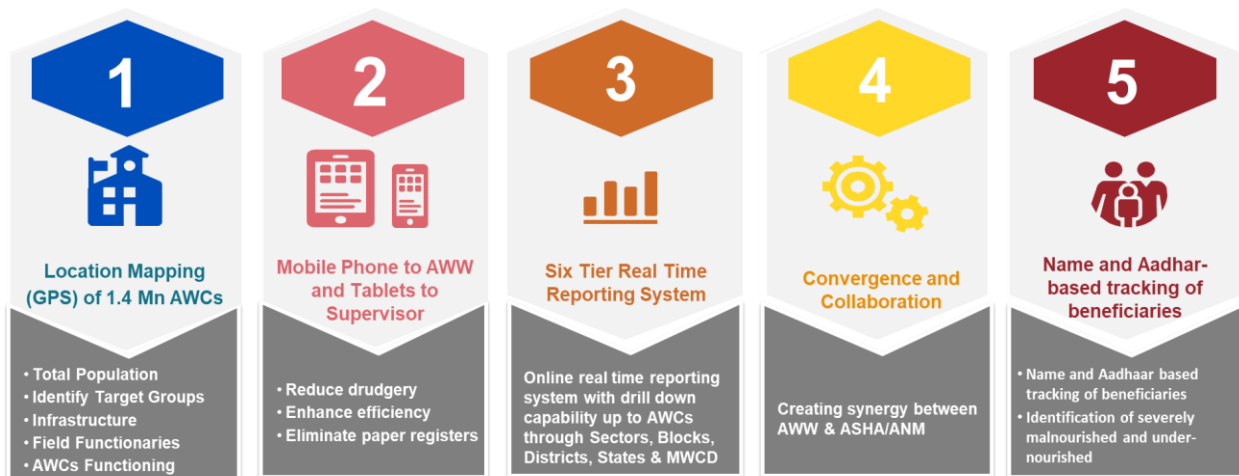 1
Location Mapping
(GPS) of 1.4 Mn AWCs
• Total Population
• Identify Target Groups
• Infrastructure
• Field Functionaries
• AWCs Functioning
2
Mobile Phone to AWW
and Tablets to
Supervisor
• Reduce drudgery
• Enhance efficiency
• Eliminate paper registers
3
Six Tier Real Time
Reporting System
Online real time reporting
system with drill down
capability up to AWCs
through Sectors, Blocks,
Districts, States & MWCD
4
Convergence and
Collaboration
Creating synergy between
AWW & ASHA/ANM
5
Name and Aadhar-
based tracking of
beneficiaries
• Name and Aadhaar based
tracking of beneficiaries
• Identification of severely
malnourished and under-
nourished